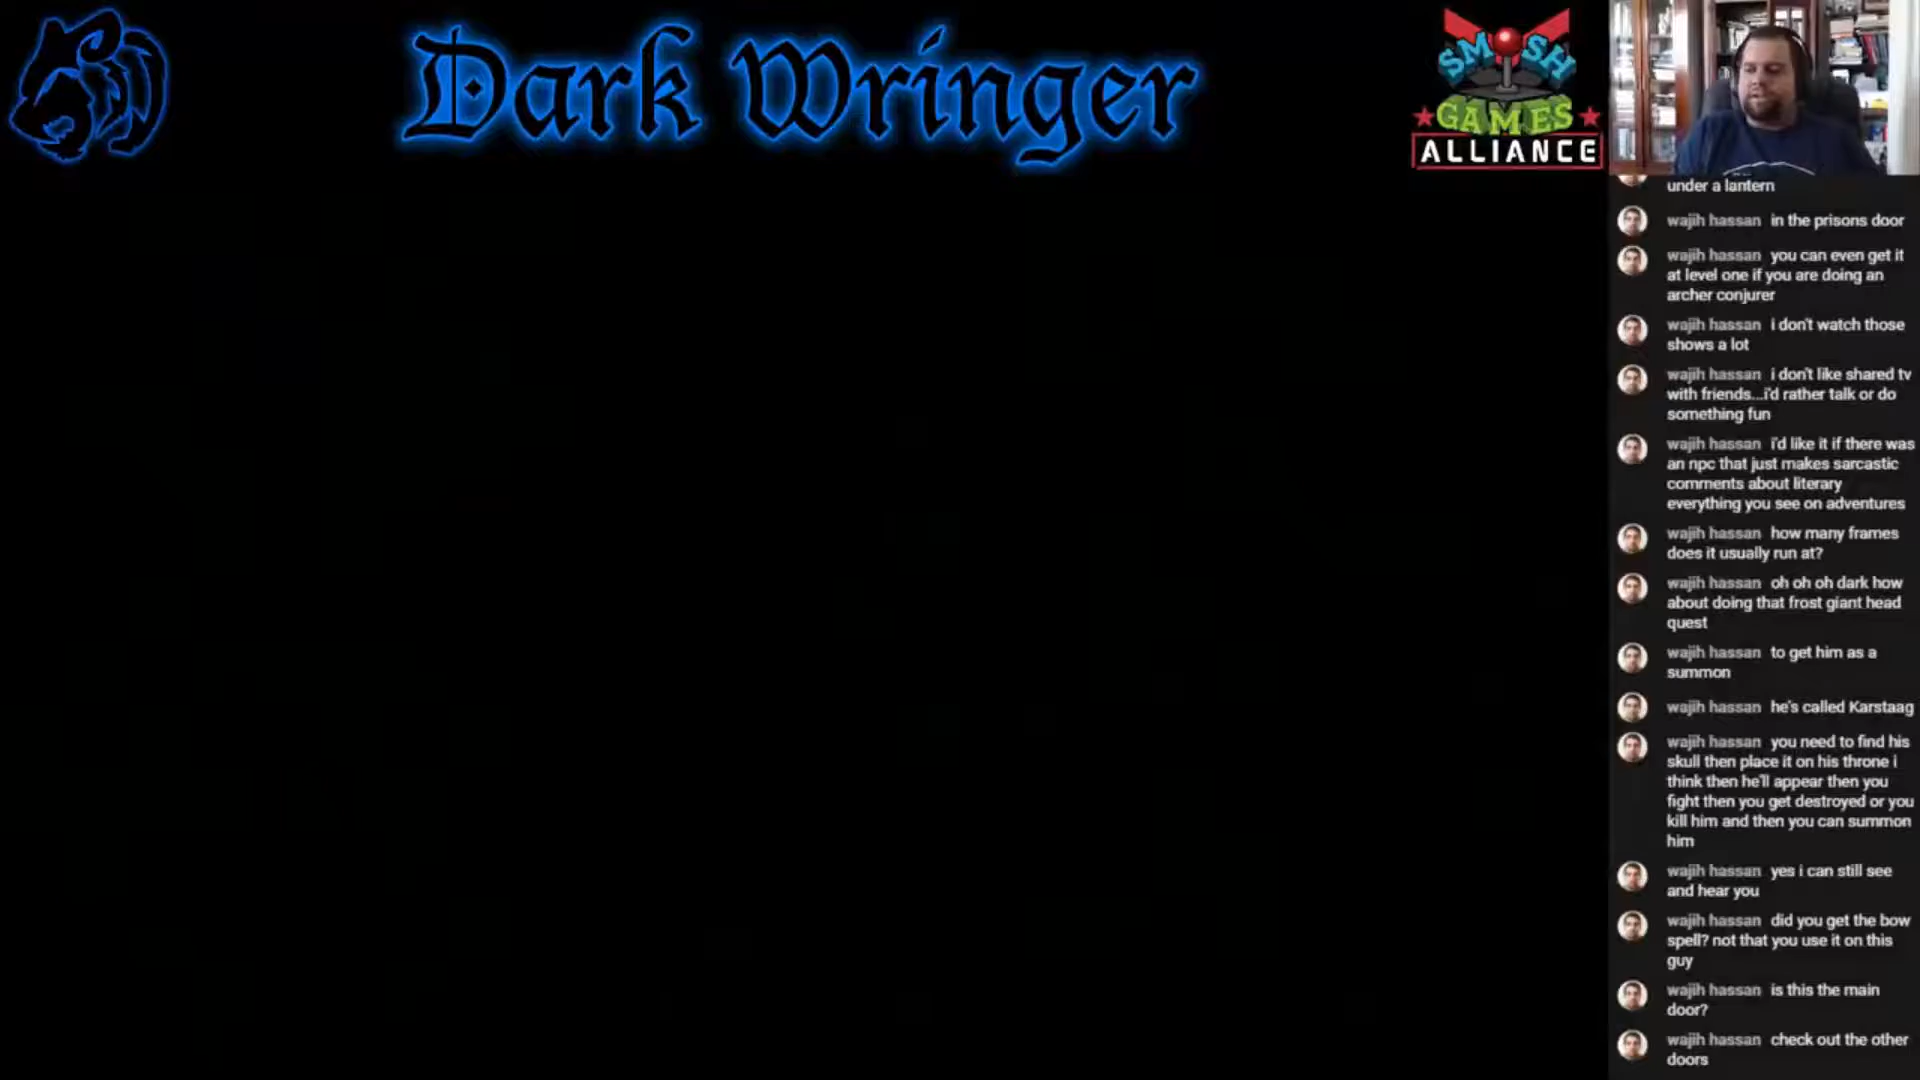 Dark Wringer
SMOSH
GAMES
ALLIANCE
under a lantern
wajih hassan in the prisons door
wajih hassan you can even get it
at level one if you are doing an
archer conjurer
wajih hassan i don't watch those
shows a lot
wajih hassan i don't like shared tv
with friends...i'd rather talk or do
something fun
wajih hassan i'd like it if there was
an npc that just makes sarcastic
comments about literary
everything you see on adventures
wajih hassan how many frames
does it usually run at?
wajih hassan oh oh oh dark how
about doing that frost giant head
quest
wajih hassan to get him as a
summon
wajih hassan he's called Karstaag
wajih hassan you need to find his
skull then place it on his throne i
think then he'll appear then you
fight then you get destroyed or you
kill him and then you can summon
him
wajih hassan yes i can still see
and hear you
wajih hassan did you get the bow
spell? not that you use it on this
guy
wajih hassan is this the main
door?
wajih hassan check out the other
doors